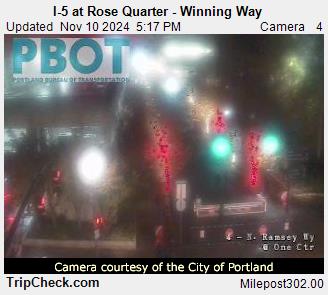 I-5 at Rose Quarter - Winning Way
Updated Nov 10 2024 5:17 PM Camera 4
PBOT
PORTLAND BUREAU OF TRANSPORTATION
4 - N. Ramsey Wy
@ One Ctr
Camera courtesy of the City of Portland
TripCheck.com Milepost302.00